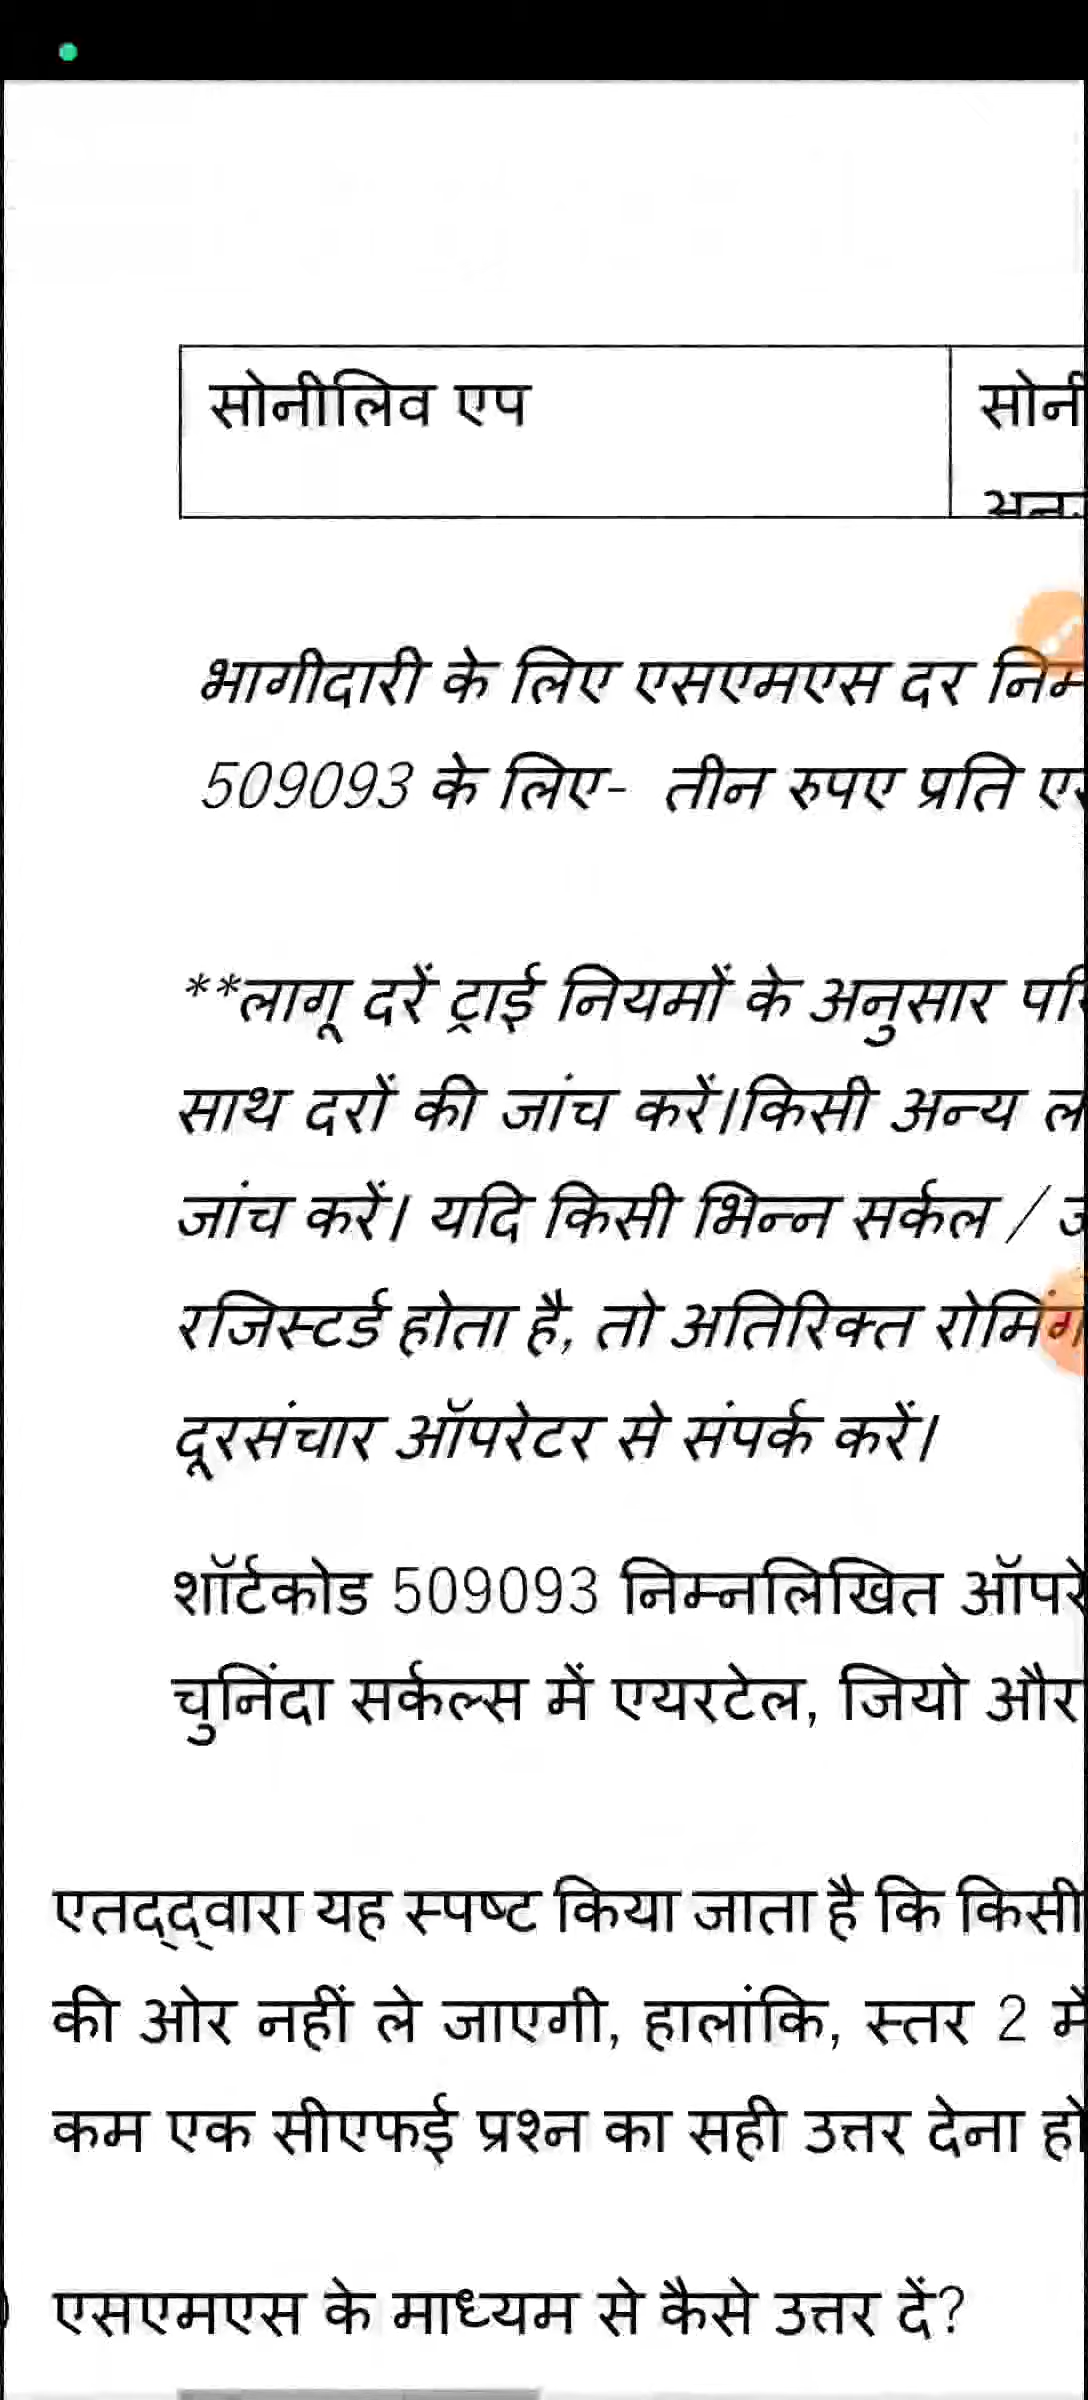 सोनीलिव एप सोनी
भागीदारी के लिए एसएमएस दर
509093 के लिए- तीन रुपए प्रति
**लागू दरें ट्राई नियमों के अनुसार
साथ दरों की जांच करें।किसी अन्य
जांच करें। यदि किसी भिन्न सर्कल /
रजिस्टर्ड होता है, तो अतिरिक्त रोमिंग
दूरसंचार ऑपरेटर से संपर्क करें।
शॉर्टकोड 509093 निम्नलिखित ऑपरे
चुनिंदा सर्कल्स में एयरटेल, जियो और
एतद्द्वारा यह स्पष्ट किया जाता है कि किसी
की ओर नहीं ले जाएगी, हालांकि, स्तर 2 में
कम एक सीएफई प्रश्न का सही उत्तर देना हो
एसएमएस के माध्यम से कैसे उत्तर दें?